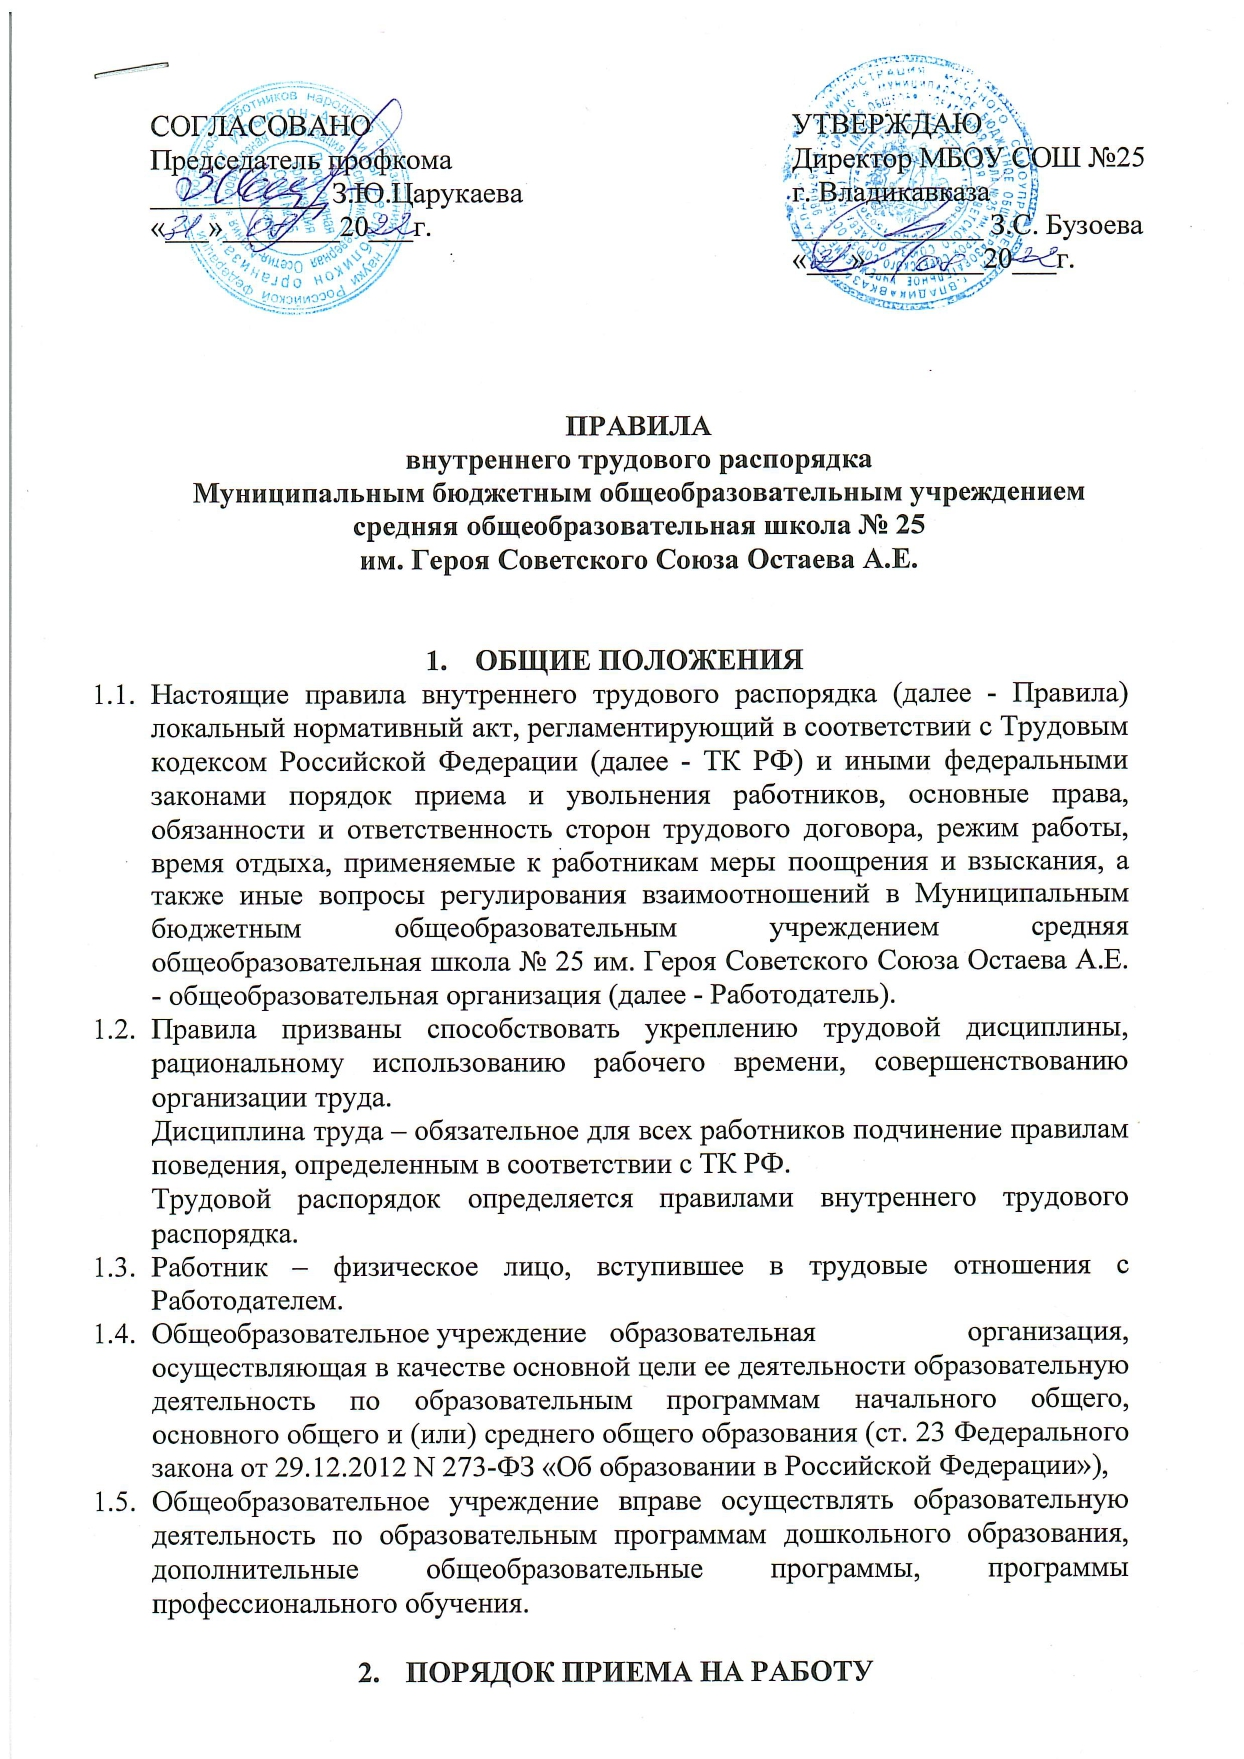 СОГЛАСОВАНО
Председатель профкома
____________ З.Ю.Царукаева
«31» 08 2022г.
УТВЕРЖДАЮ
Директор МБОУ СОШ №25
г. Владикавказа
_____________ З.С. Бузоева
«31» 08 2022г.
ПРАВИЛА
внутреннего трудового распорядка
Муниципальным бюджетным общеобразовательным учреждением
средняя общеобразовательная школа № 25
им. Героя Советского Союза Остаева А.Е.
1. ОБЩИЕ ПОЛОЖЕНИЯ
1.1. Настоящие правила внутреннего трудового распорядка (далее - Правила)
локальный нормативный акт, регламентирующий в соответствии с Трудовым
кодексом Российской Федерации (далее - ТК РФ) и иными федеральными
законами порядок приема и увольнения работников, основные права,
обязанности и ответственность сторон трудового договора, режим работы,
время отдыха, применяемые к работникам меры поощрения и взыскания, а
также иные вопросы регулирования взаимоотношений в Муниципальным
бюджетным общеобразовательным учреждением средняя
общеобразовательная школа № 25 им. Героя Советского Союза Остаева А.Е.
- общеобразовательная организация (далее - Работодатель).
1.2. Правила призваны способствовать укреплению трудовой дисциплины,
рациональному использованию рабочего времени, совершенствованию
организации труда.
Дисциплина труда – обязательное для всех работников подчинение правилам
поведения, определенным в соответствии с ТК РФ.
Трудовой распорядок определяется правилами внутреннего трудового
распорядка.
1.3. Работник – физическое лицо, вступившее в трудовые отношения с
Работодателем.
1.4. Общеобразовательное учреждение образовательная организация,
осуществляющая в качестве основной цели ее деятельности образовательную
деятельность по образовательным программам начального общего,
основного общего и (или) среднего общего образования (ст. 23 Федерального
закона от 29.12.2012 N 273-ФЗ «Об образовании в Российской Федерации»),
1.5. Общеобразовательное учреждение вправе осуществлять образовательную
деятельность по образовательным программам дошкольного образования,
дополнительные общеобразовательные программы, программы
профессионального обучения.
2. ПОРЯДОК ПРИЕМА НА РАБОТУ